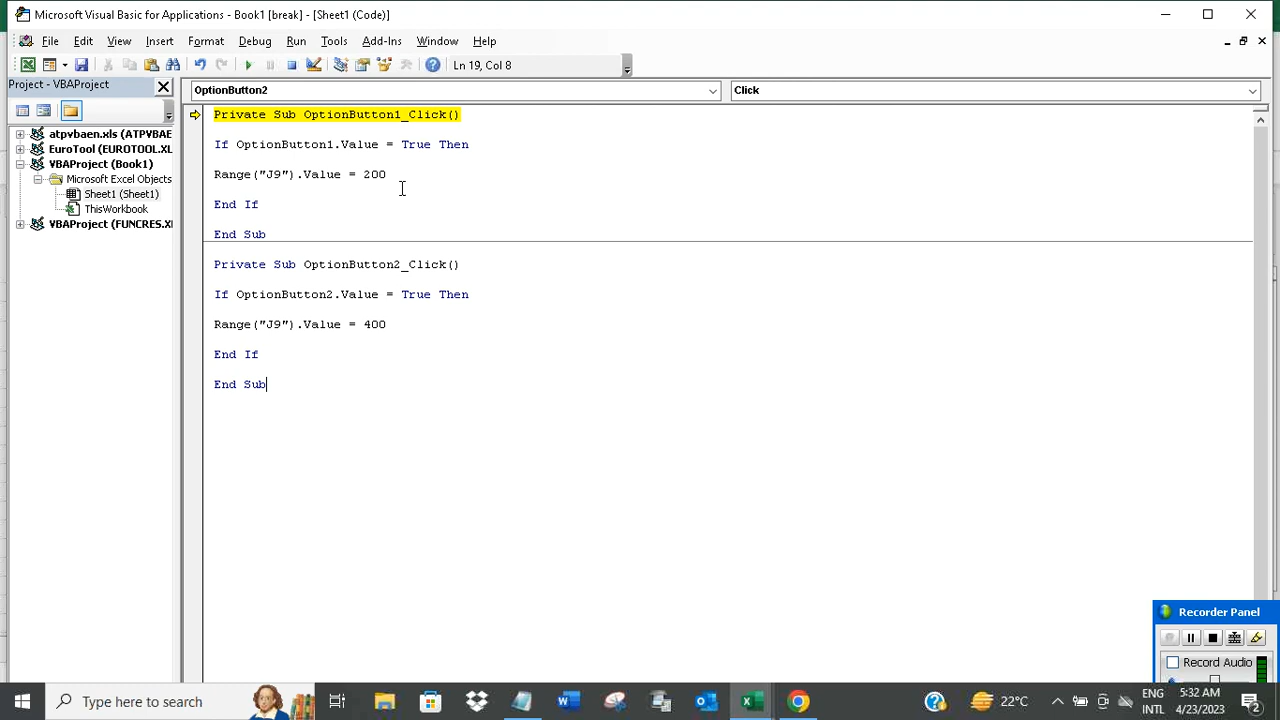 Microsoft Visual Basic for Applications - Book1 [break] - [Sheet1 (Code)]
File Edit View Insert Format Debug Run Tools Add-Ins Window Help
Ln 19, Col 8
Project - VBAProject
OptionButton2
Click
atpvbaen.xls (ATPVBAE
EuroTool (EUROTOOL.XL
VBAProject (Book1)
Microsoft Excel Objects
Sheet1 (Sheet1)
ThisWorkbook
VBAProject (FUNCRES.XL
Private Sub OptionButton1_Click()
If OptionButton1.Value = True Then
Range("J9").Value = 200
End If
End Sub
Private Sub OptionButton2_Click()
If OptionButton2.Value = True Then
Range("J9").Value = 400
End If
End Sub
Recorder Panel
Record Audio
Type here to search
22°C
ENG
INTL
5:32 AM
4/23/2023
2